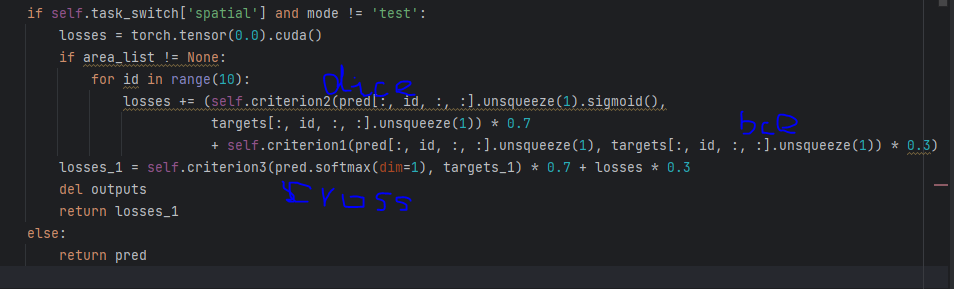 if self.task_switch['spatial'] and mode != 'test':
losses = torch.tensor(0.0).cuda()
if area_list != None:
for id in range(10):
dice
losses += (self.criterion2(pred[:, id, :, :].unsqueeze(1).sigmoid(),
targets[:, id, :, :].unsqueeze(1)) * 0.7
bce
+ self.criterion1(pred[:, id, :, :].unsqueeze(1), targets[:, id, :, :].unsqueeze(1)) * 0.3)
losses_1 = self.criterion3(pred.softmax(dim=1), targets_1) * 0.7 + losses * 0.3
del outputs
Cross
return losses_1
else:
return pred